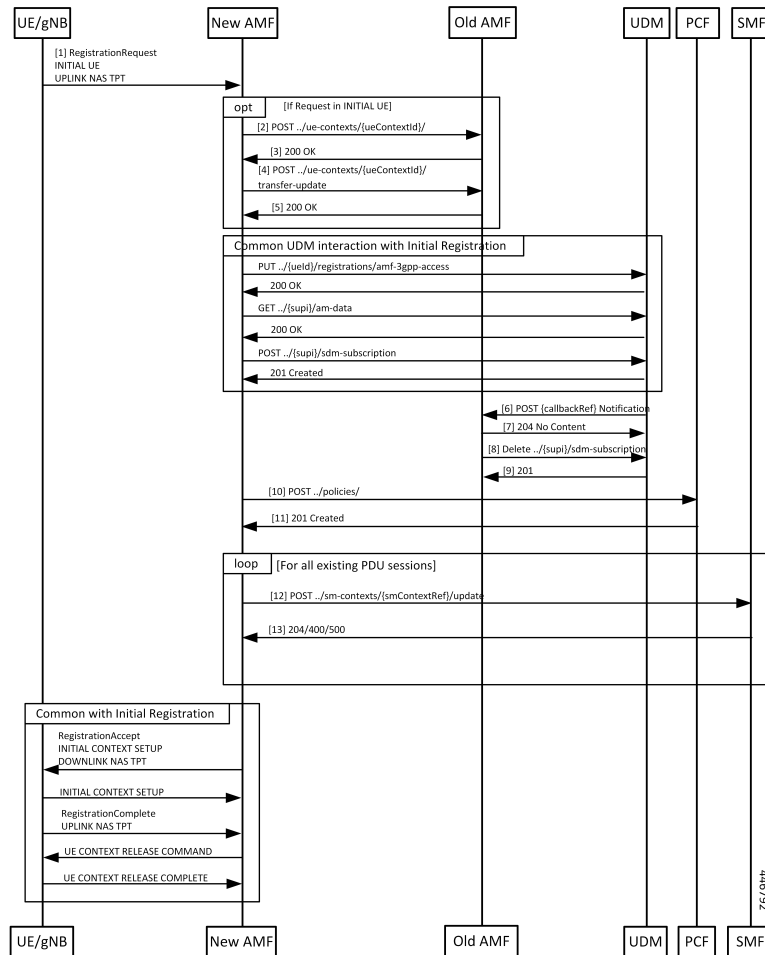 UE/gNB
New AMF
Old AMF
UDM
PCF
SMF
[1] RegistrationRequest
INITIAL UE
UPLINK NAS TPT
opt
[If Request in INITIAL UE]
[2] POST ../ue-contexts/{ueContextId}/
[3] 200 OK
[4] POST ../ue-contexts/{ueContextId}/
transfer-update
[5] 200 OK
Common UDM interaction with Initial Registration
PUT ../{ueId}/registrations/amf-3gpp-access
200 OK
GET ../{supi}/am-data
200 OK
POST ../{supi}/sdm-subscription
201 Created
[6] POST {callbackRef} Notification
[7] 204 No Content
[8] Delete ../{supi}/sdm-subscription
[9] 201
[10] POST ../policies/
[11] 201 Created
loop
[For all existing PDU sessions]
[12] POST ../sm-contexts/{smContextRef}/update
[13] 204/400/500
Common with Initial Registration
RegistrationAccept
INITIAL CONTEXT SETUP
DOWNLINK NAS TPT
INITIAL CONTEXT SETUP
RegistrationComplete
UPLINK NAS TPT
UE CONTEXT RELEASE COMMAND
UE CONTEXT RELEASE COMPLETE
446792
UE/gNB
New AMF
Old AMF
UDM
PCF
SMF